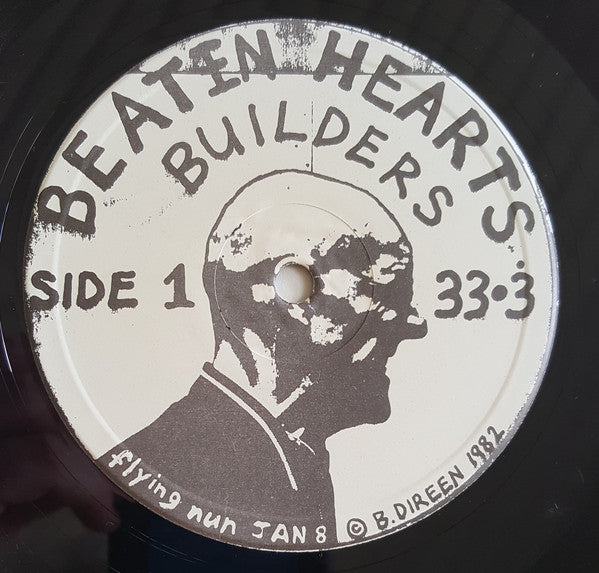 BEATIN HEARTS
BUILDERS
SIDE 1
33·3̇
flying nun JAN 8
© B. DIREEN 1982